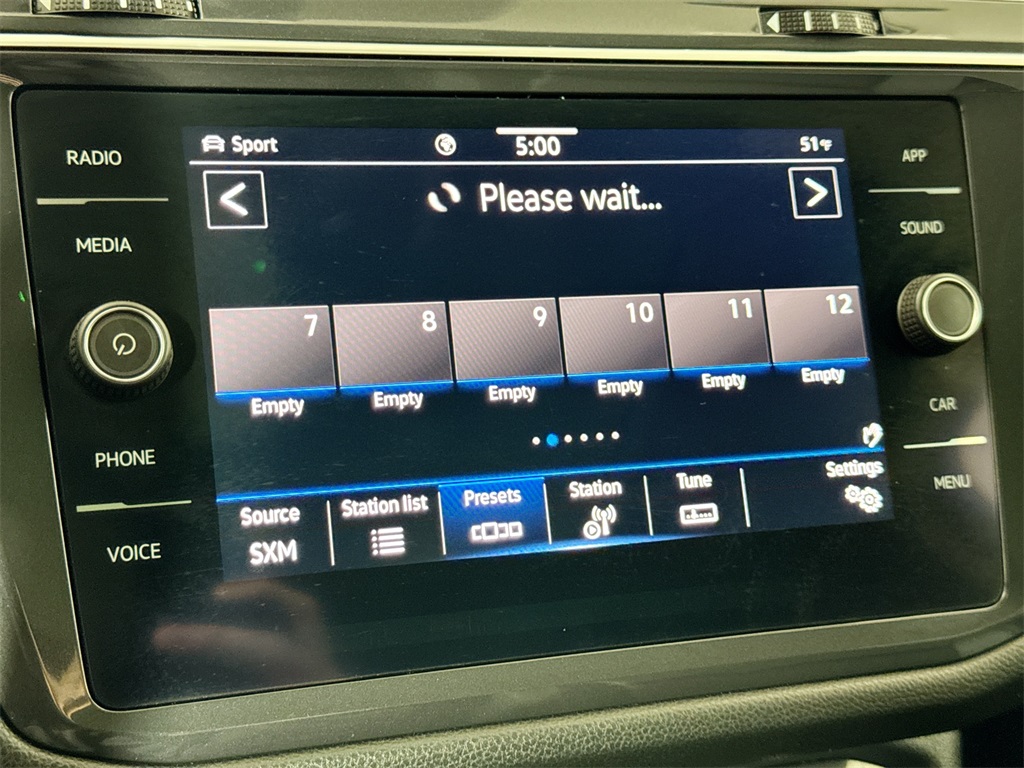 RADIO
MEDIA
PHONE
VOICE
Sport
5:00
51°F
<
Please wait...
>
7 8 9 10 11 12
Empty Empty Empty Empty Empty Empty
Source
SXM
Station list
Presets
Station
Tune
Settings
APP
SOUND
CAR
MENU